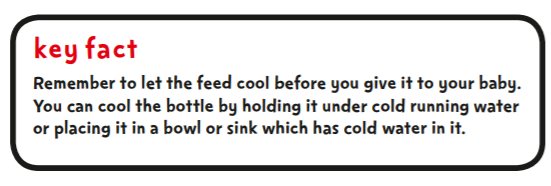 key fact
Remember to let the feed cool before you give it to your baby.
You can cool the bottle by holding it under cold running water
or placing it in a bowl or sink which has cold water in it.